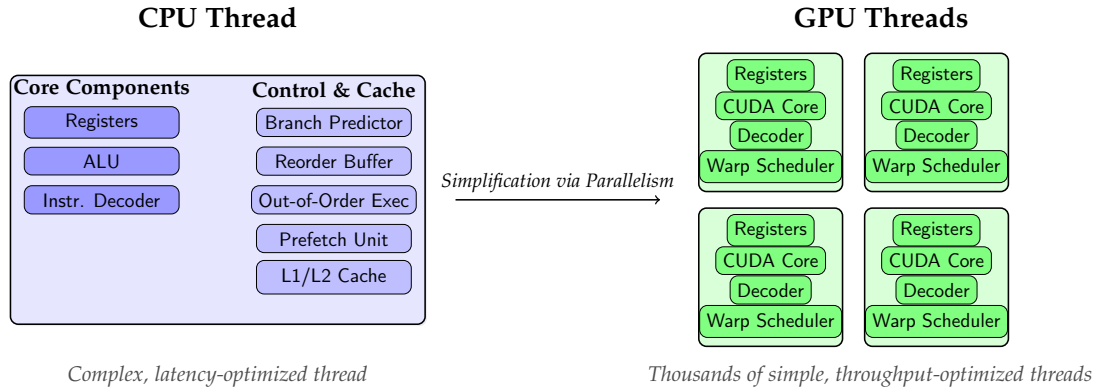 CPU Thread
Core Components
Registers
ALU
Instr. Decoder
Control & Cache
Branch Predictor
Reorder Buffer
Out-of-Order Exec
Prefetch Unit
L1/L2 Cache
Complex, latency-optimized thread
Simplification via Parallelism
GPU Threads
Registers
CUDA Core
Decoder
Warp Scheduler
Registers
CUDA Core
Decoder
Warp Scheduler
Registers
CUDA Core
Decoder
Warp Scheduler
Registers
CUDA Core
Decoder
Warp Scheduler
Thousands of simple, throughput-optimized threads